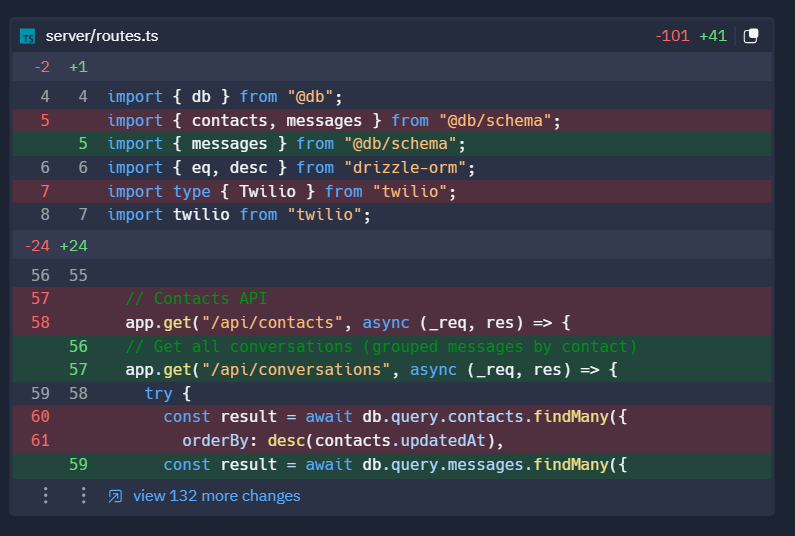 TS server/routes.ts -101 +41
-2 +1
4 4 import { db } from "@db";
5 import { contacts, messages } from "@db/schema";
5 import { messages } from "@db/schema";
6 6 import { eq, desc } from "drizzle-orm";
7 import type { Twilio } from "twilio";
8 7 import twilio from "twilio";
-24 +24
56 55
57 // Contacts API
58 app.get("/api/contacts", async (_req, res) => {
56 // Get all conversations (grouped messages by contact)
57 app.get("/api/conversations", async (_req, res) => {
59 58 try {
60 const result = await db.query.contacts.findMany({
61 orderBy: desc(contacts.updatedAt),
59 const result = await db.query.messages.findMany({
view 132 more changes